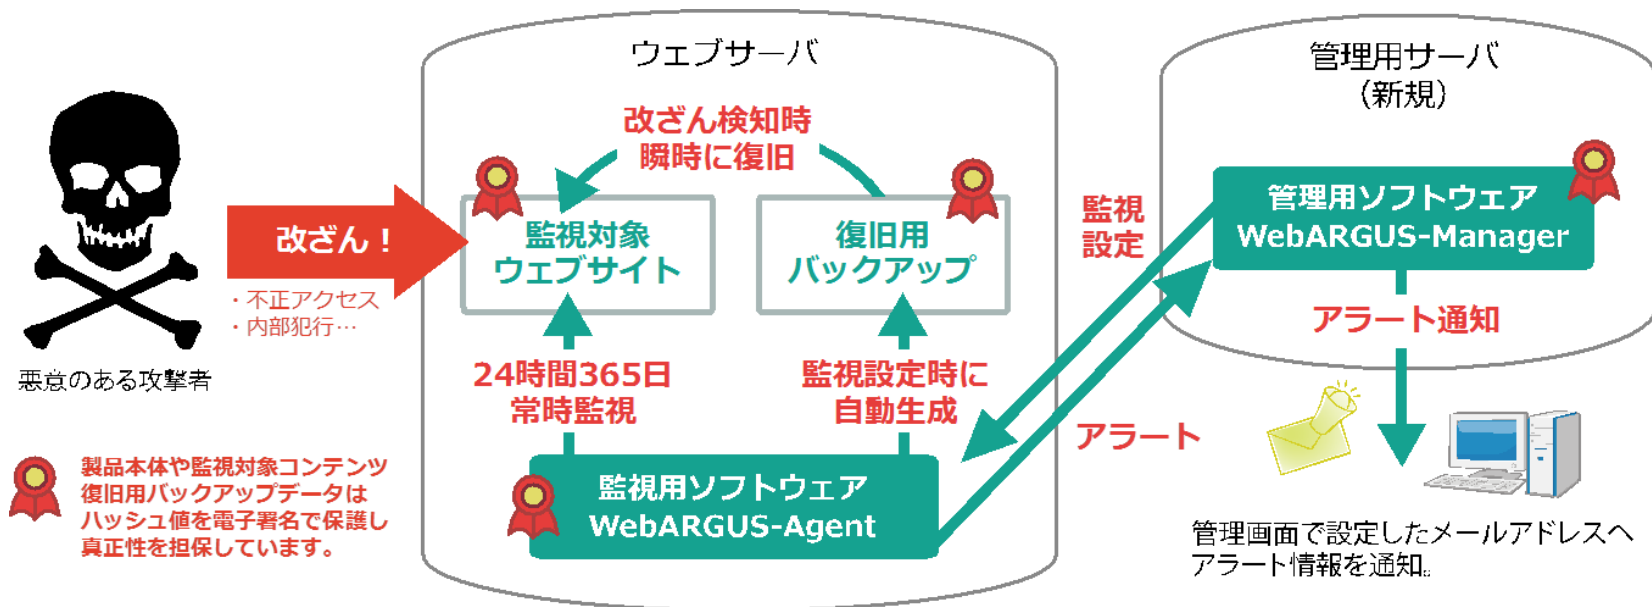 ウェブサーバ
管理用サーバ
（新規）
改ざん検知時
瞬時に復旧
改ざん！
・不正アクセス
・内部犯行…
悪意のある攻撃者
監視対象
ウェブサイト
復旧用
バックアップ
監視
設定
管理用ソフトウェア
WebARGUS-Manager
アラート通知
24時間365日
常時監視
監視設定時に
自動生成
アラート
監視用ソフトウェア
WebARGUS-Agent
製品本体や監視対象コンテンツ
復旧用バックアップデータは
ハッシュ値を電子署名で保護し
真正性を担保しています。
管理画面で設定したメールアドレスへ
アラート情報を通知。